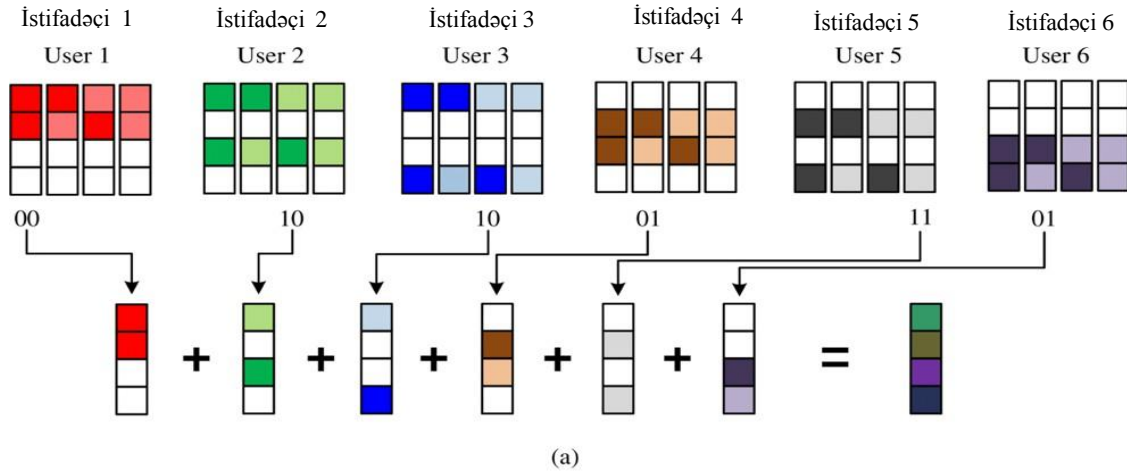 İstifadəçi 1 İstifadəçi 2 İstifadəçi 3 İstifadəçi 4 İstifadəçi 5 İstifadəçi 6
User 1 User 2 User 3 User 4 User 5 User 6
00 10 10 01 11 01
+ + + + + =
(a)